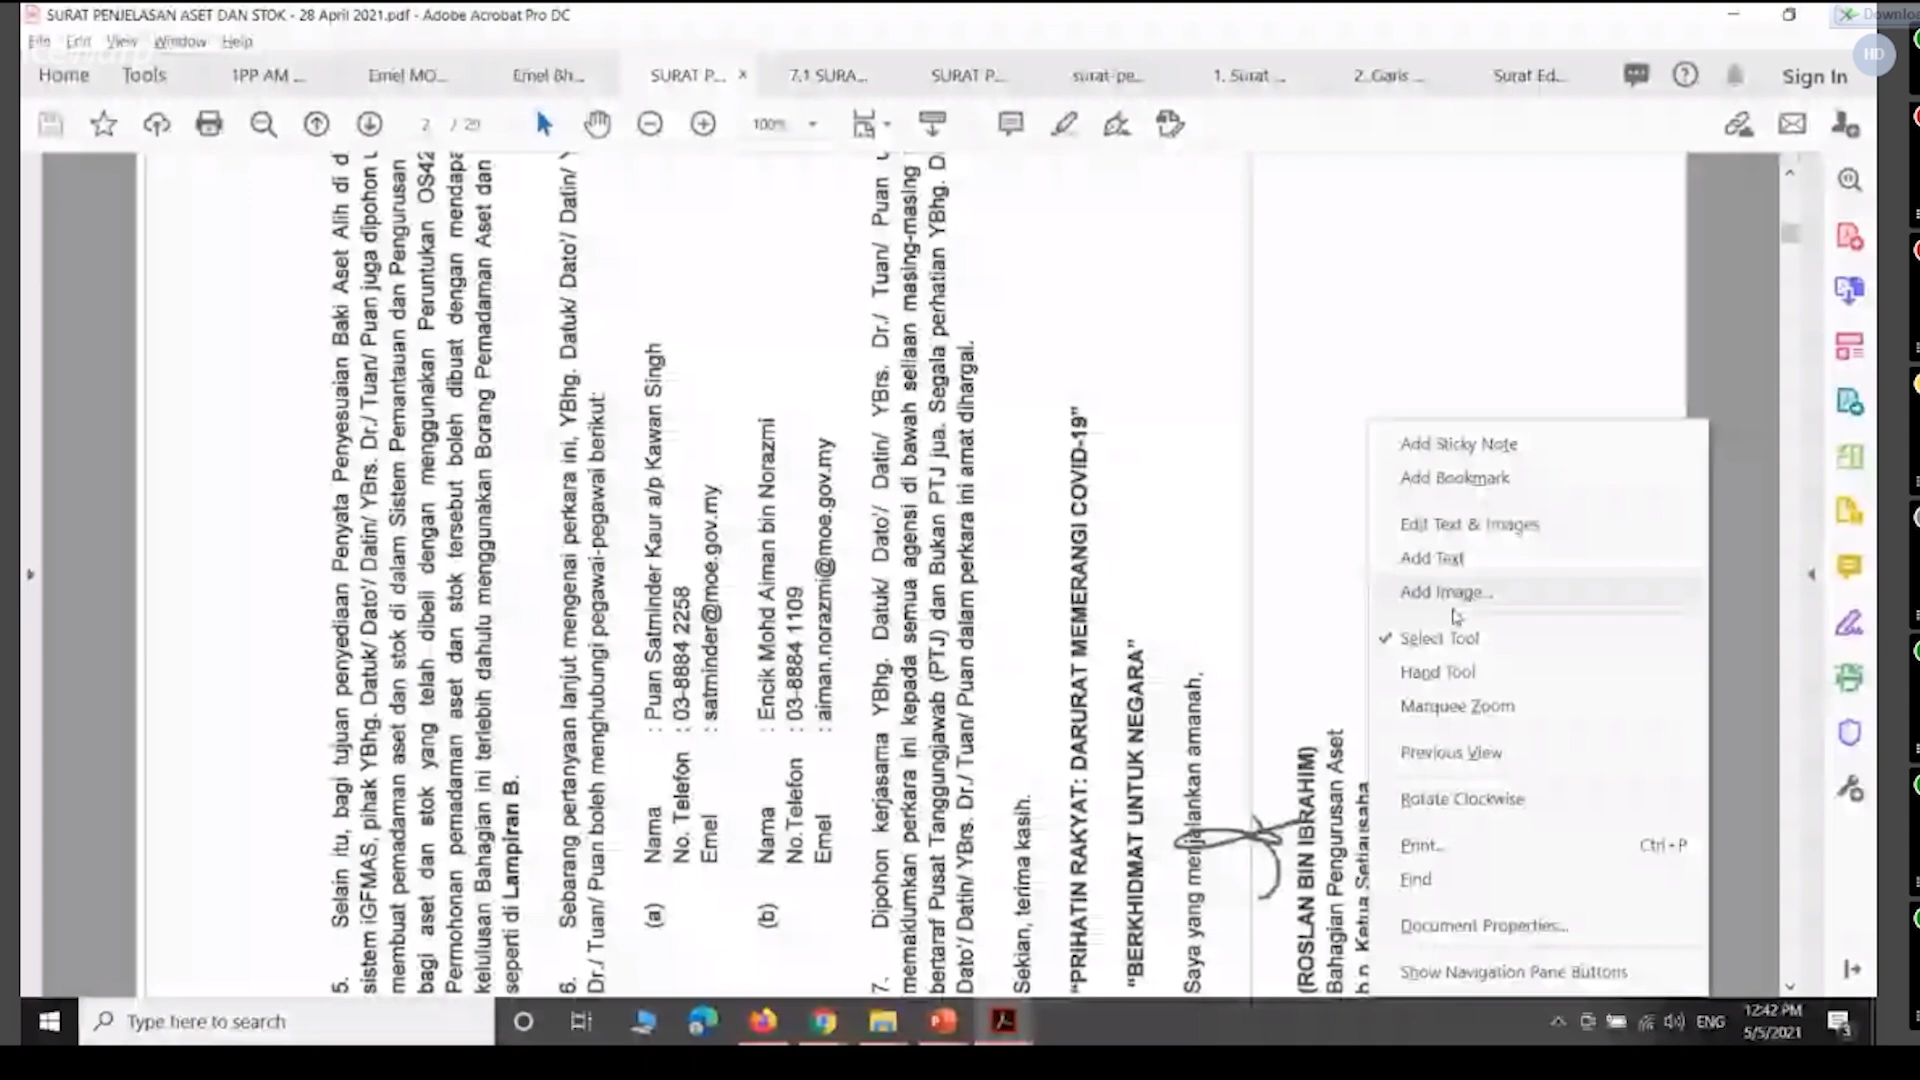 SURAT PENJELASAN ASET DAN STOK - 28 April 2021.pdf - Adobe Acrobat Pro DC
Downloa
HD
File Edit View Window Help
Home Tools 1PP AM ... Emel MO... Emel Bh... SURAT P... × 7.1 SURA... SURAT P... surat-pe... 1. Surat ... 2. Garis ... Surat Ed... Sign In
2 / 29 100%
5. Selain itu, bagi tujuan penyediaan Penyata Penyesuaian Baki Aset Alih di d
sistem iGFMAS, pihak YBhg. Datuk/ Dato'/ Datin/ YBrs. Dr./ Tuan/ Puan juga dipohon
membuat pemadaman aset dan stok di dalam Sistem Pemantauan dan Pengurusan
bagi aset dan stok yang telah dibeli dengan menggunakan Peruntukan OS42
Permohonan pemadaman aset dan stok tersebut boleh dibuat dengan mendapa
kelulusan Bahagian ini terlebih dahulu menggunakan Borang Pemadaman Aset dan
seperti di Lampiran B.
6. Sebarang pertanyaan lanjut mengenai perkara ini, YBhg. Datuk/ Dato'/ Datin/ Y
Dr./ Tuan/ Puan boleh menghubungi pegawai-pegawai berikut:
(a) Nama : Puan Satminder Kaur a/p Kawan Singh
No. Telefon : 03-8884 2258
Emel : satminder@moe.gov.my
(b) Nama : Encik Mohd Aiman bin Norazmi
No.Telefon : 03-8884 1109
Emel : aiman.norazmi@moe.gov.my
7. Dipohon kerjasama YBhg. Datuk/ Dato'/ Datin/ YBrs. Dr./ Tuan/ Puan
memaklumkan perkara ini kepada semua agensi di bawah seliaan masing-masing
bertaraf Pusat Tanggungjawab (PTJ) dan Bukan PTJ jua. Segala perhatian YBhg. D
Dato'/ Datin/ YBrs. Dr./ Tuan/ Puan dalam perkara ini amat dihargai.
Sekian, terima kasih.
"PRIHATIN RAKYAT: DARURAT MEMERANGI COVID-19"
"BERKHIDMAT UNTUK NEGARA"
Saya yang menjalankan amanah,
(ROSLAN BIN IBRAHIM)
Bahagian Pengurusan Aset
b.p. Ketua Setiausaha
Add Sticky Note
Add Bookmark
Edit Text & Images
Add Text
Add Image...
Select Tool
Hand Tool
Marquee Zoom
Previous View
Rotate Clockwise
Print... Ctrl+P
Find
Document Properties...
Show Navigation Pane Buttons
Type here to search
ENG
12:42 PM
5/5/2021
3